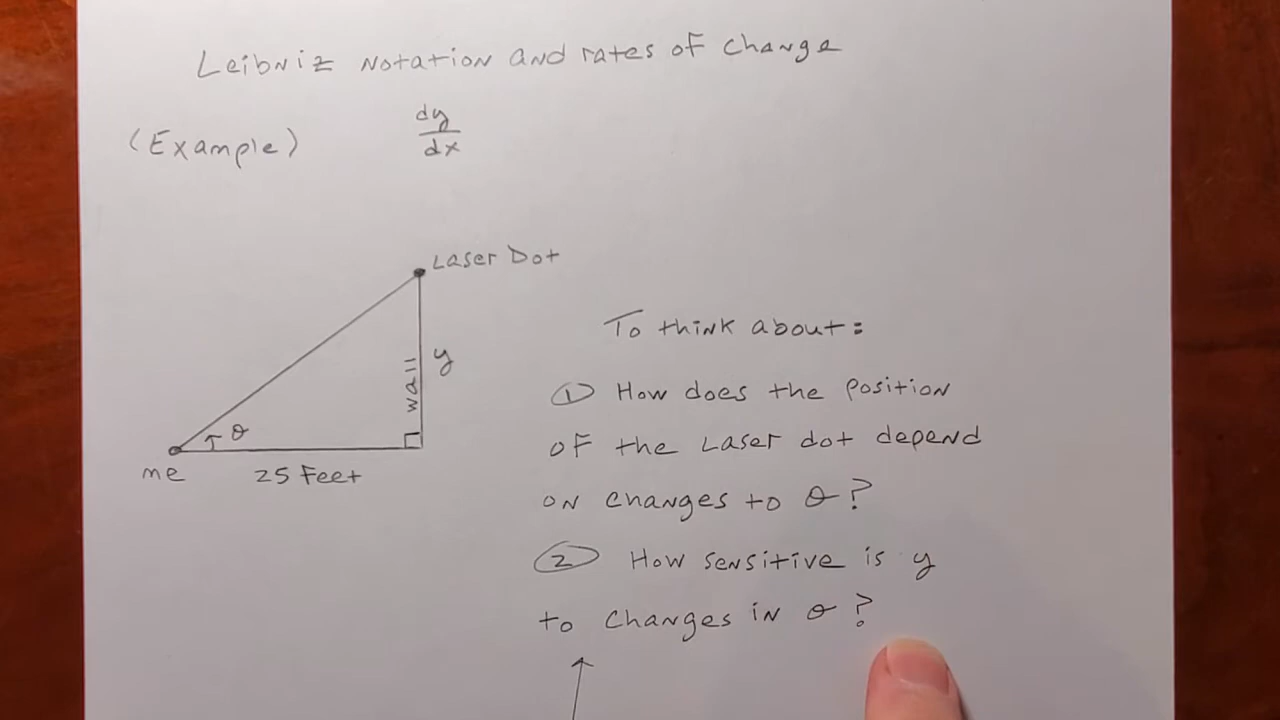 Leibniz Notation and rates of change
(Example) dy/dx
Laser Dot
wall
y
θ
me
25 Feet
To think about:
① How does the position
of the Laser dot depend
on changes to θ?
② How sensitive is y
to changes in θ?